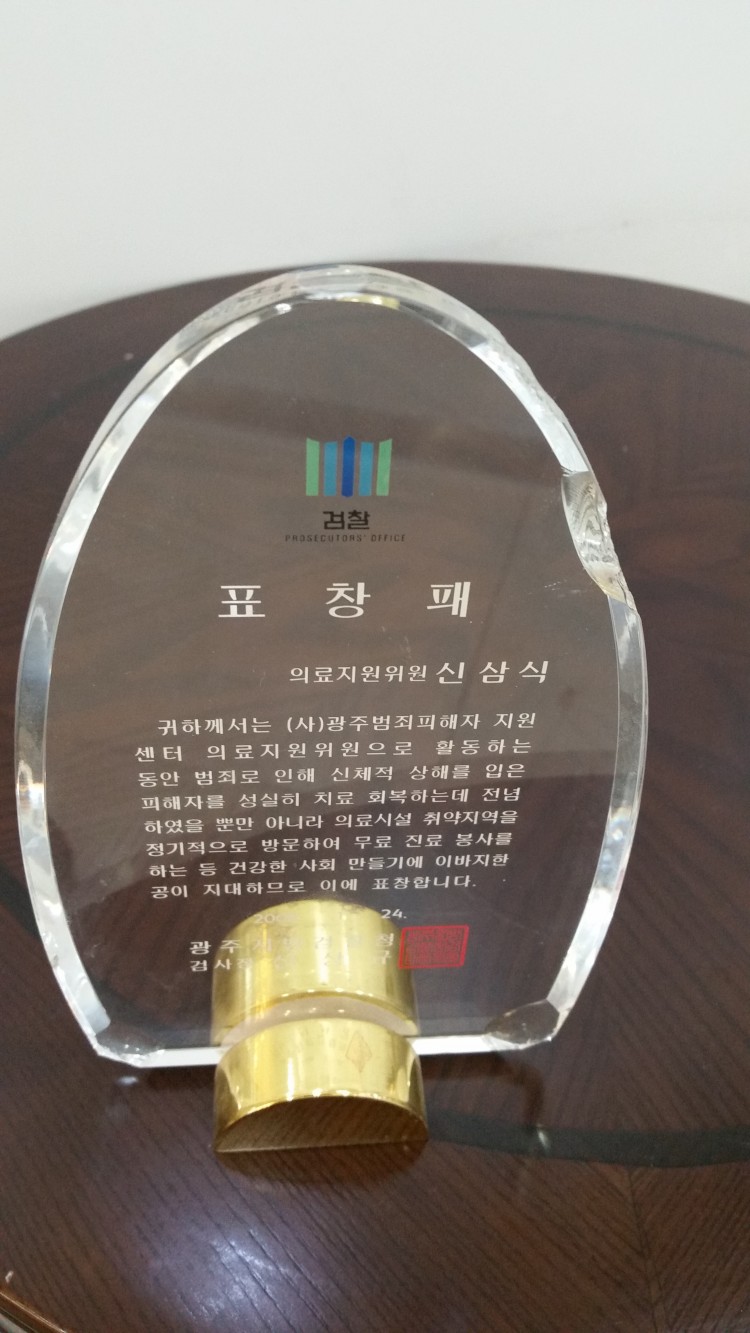 검찰
PROSECUTORS' OFFICE
표 창 패
의료지원위원 신 삼 식
귀하께서는 (사)광주범죄피해자 지원
센터 의료지원위원으로 활동하는
동안 범죄로 인해 신체적 상해를 입은
피해자를 성실히 치료 회복하는데 전념
하였을 뿐만 아니라 의료시설 취약지역을
정기적으로 방문하여 무료 진료 봉사를
하는 등 건강한 사회 만들기에 이바지한
공이 지대하므로 이에 표창합니다.
24.
광주
검사